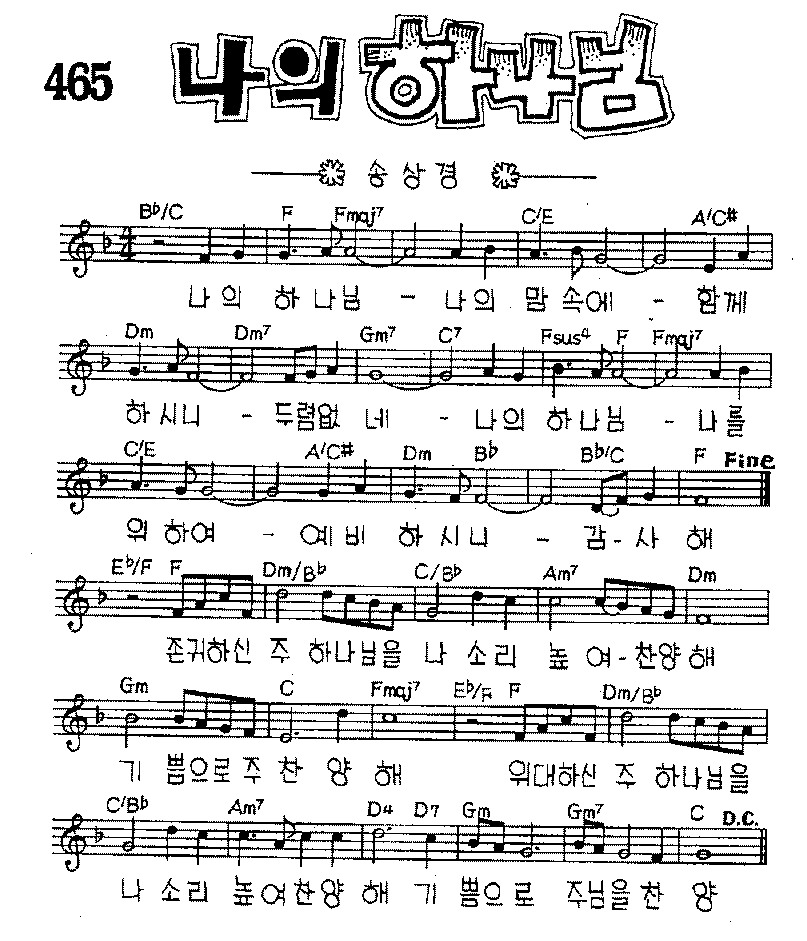 465 나의 하나님
송 상 경
B♭/C F Fmaj7 C/E A/C#
나의 하 나님 - 나의 맘 속에 - 함께
Dm Dm7 Gm7 C7 Fsus4 F Fmaj7
하 시니 - 두렴없 네 - 나의 하 나님 - 나를
C/E A/C# Dm B♭ B♭/C F Fine
위 하여 - 예비 하 시니 - 감- 사 해
E♭/F F Dm/B♭ C/B♭ Am7 Dm
존귀하신 주 하나님을 나 소리 높 여-찬양해
Gm C Fmaj7 E♭/F F Dm/B♭
기 쁨으로주 찬 양 해 위대하신 주 하나님을
C/B♭ Am7 D4 D7 Gm Gm7 C D.C.
나 소리 높여찬양 해 기 쁨으로 주님을찬 양